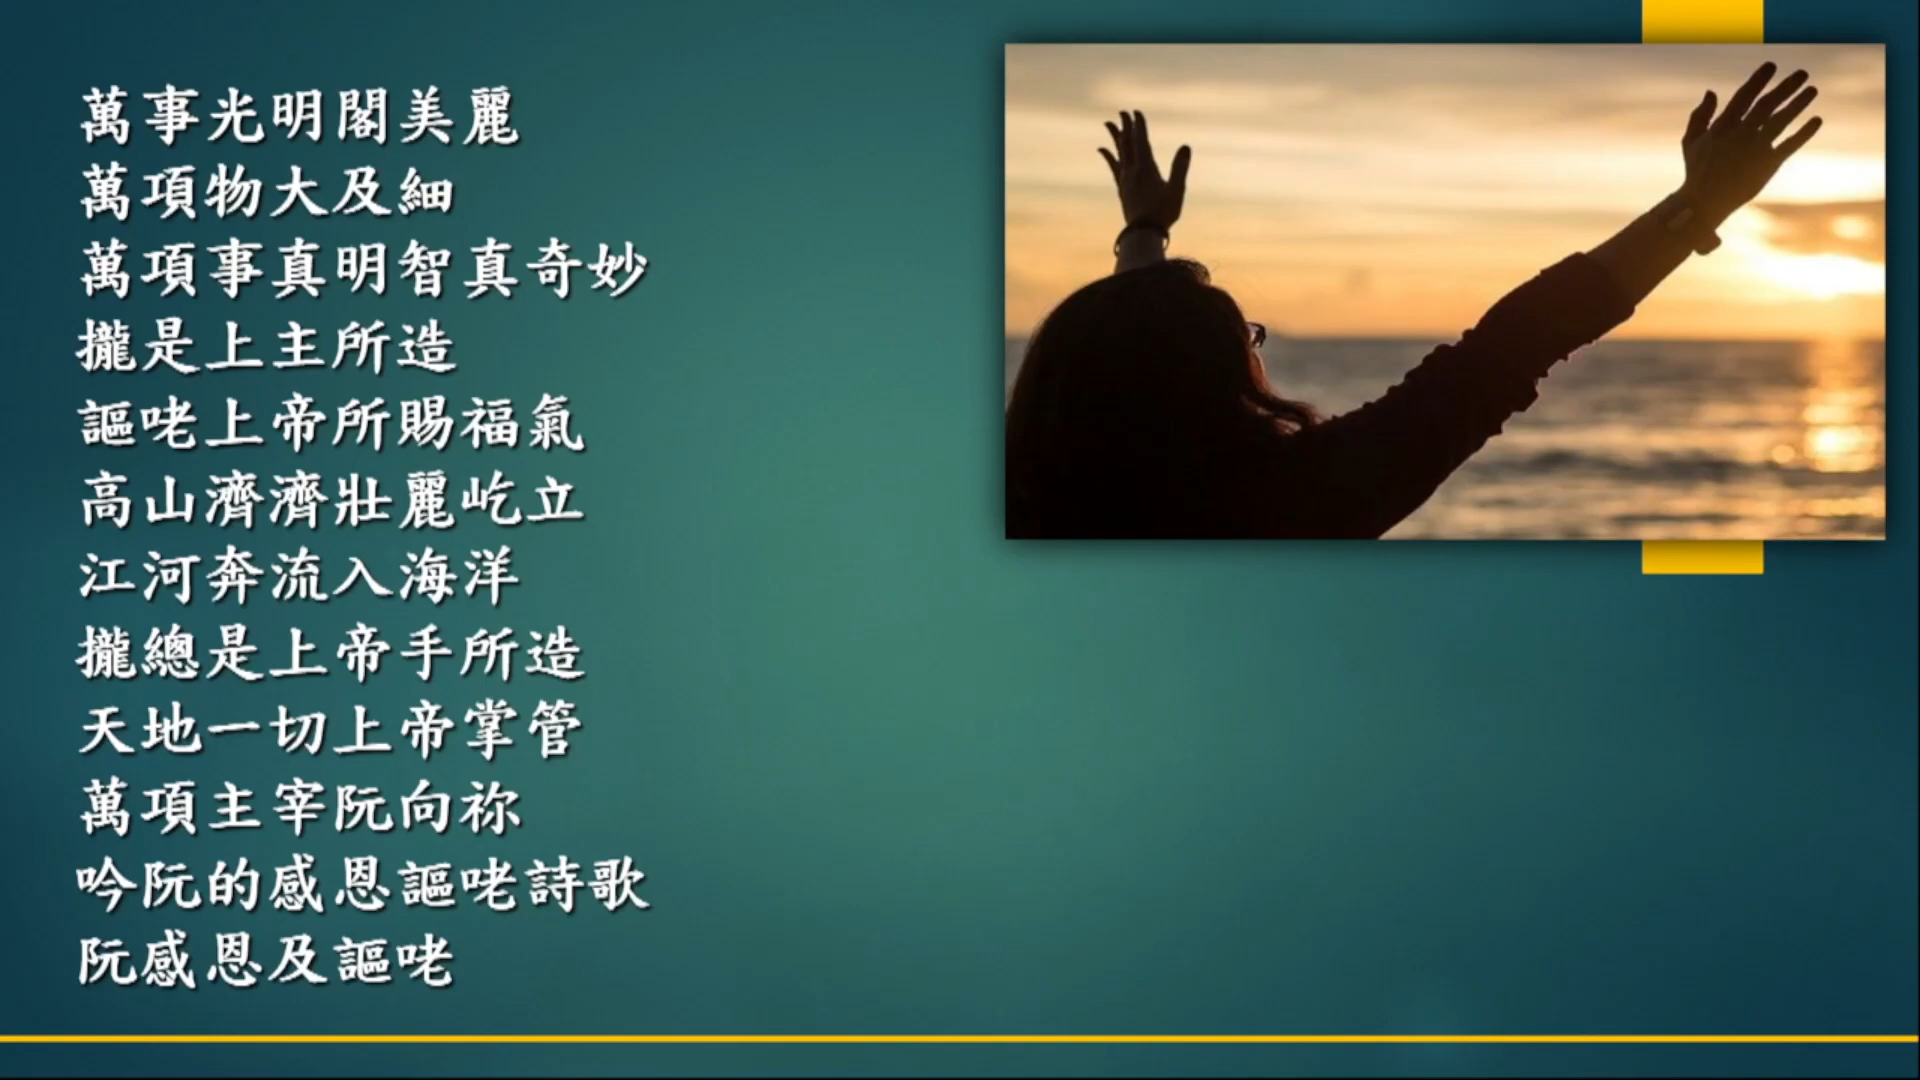 萬事光明閣美麗
萬項物大及細
萬項事真明智真奇妙
攏是上主所造
謳咾上帝所賜福氣
高山濟濟壯麗屹立
江河奔流入海洋
攏總是上帝手所造
天地一切上帝掌管
萬項主宰阮向祢
吟阮的感恩謳咾詩歌
阮感恩及謳咾